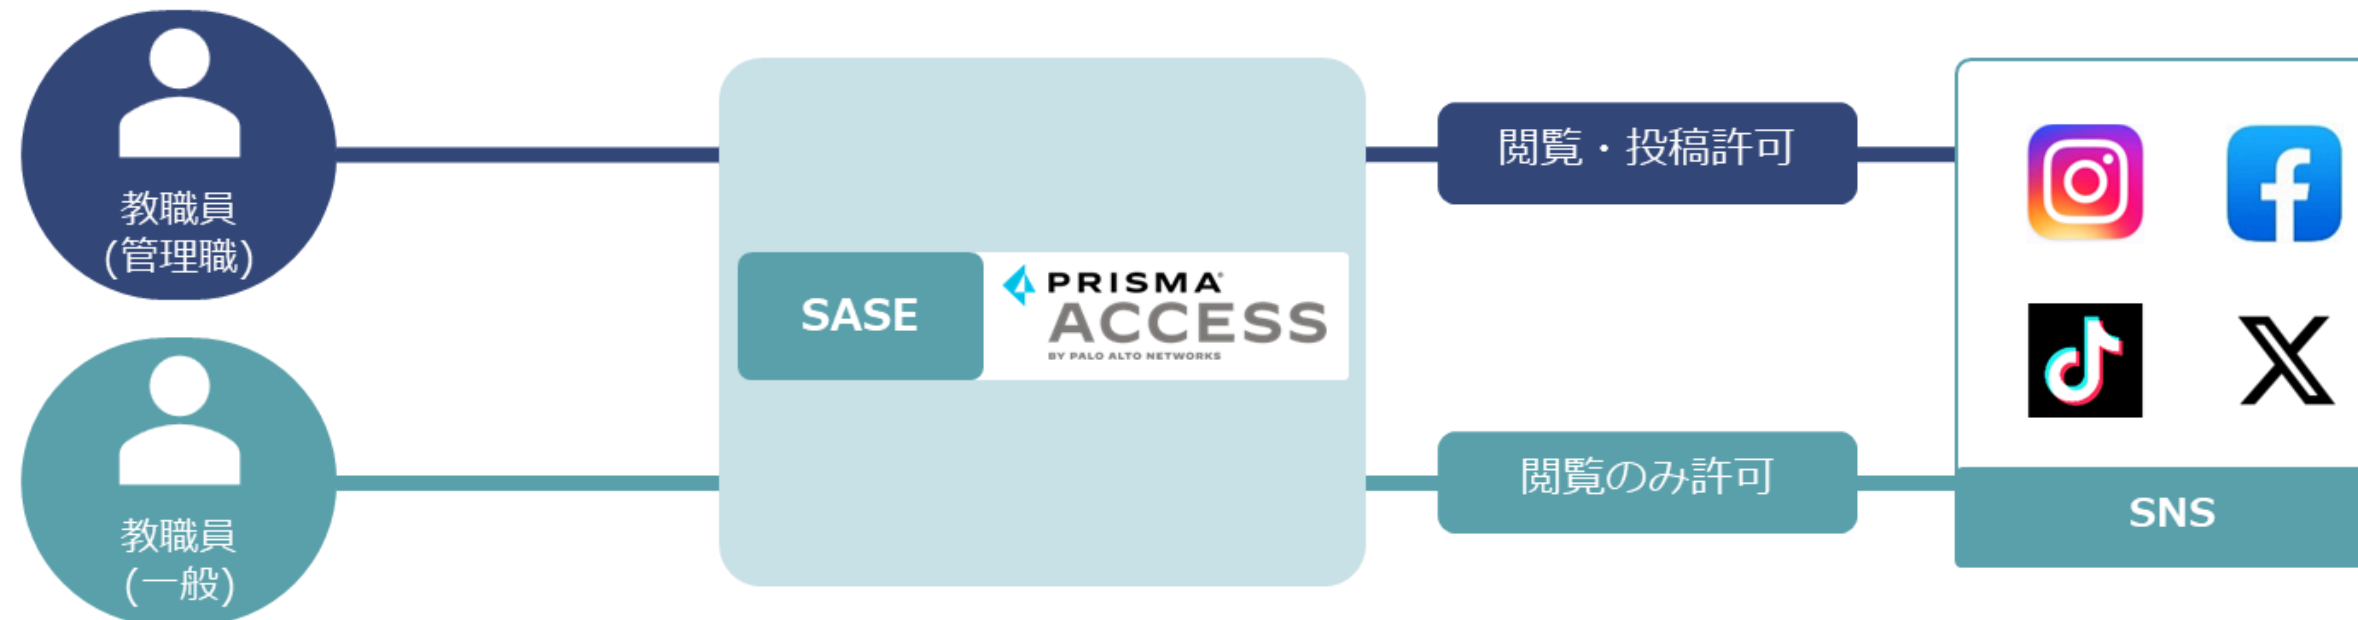 教職員
(管理職)
閲覧・投稿許可
SASE
PRISMA
ACCESS
BY PALO ALTO NETWORKS
教職員
(一般)
閲覧のみ許可
SNS